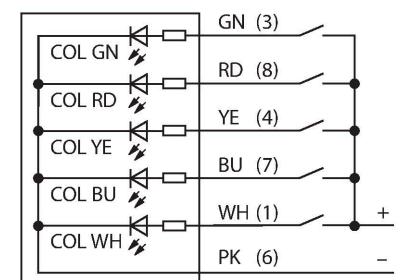 GN (3)
COL GN
RD (8)
COL RD
YE (4)
COL YE
BU (7)
COL BU
WH (1) +
COL WH
PK (6) –